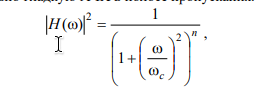 |H(ω)|² = 1 / (1 + (ω/ω_c)²)ⁿ ,